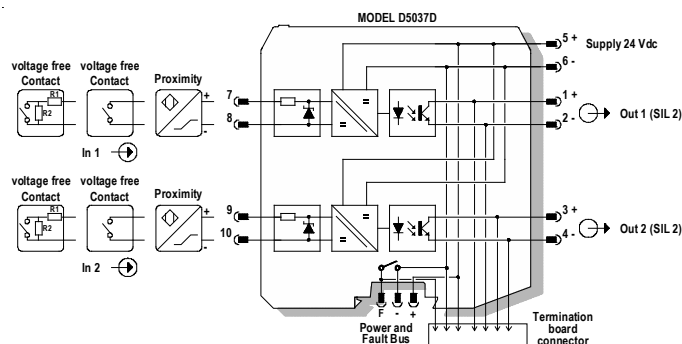 MODEL D5037D
5 +
Supply 24 Vdc
6 -
voltage free
Contact
voltage free
Contact
Proximity
R1
R2
+
-
7
8
1 +
2 -
Out 1 (SIL 2)
In 1
=
=
voltage free
Contact
voltage free
Contact
Proximity
R1
R2
+
-
9
10
3 +
4 -
Out 2 (SIL 2)
In 2
=
=
F - +
Power and
Fault Bus
Termination
board
connector